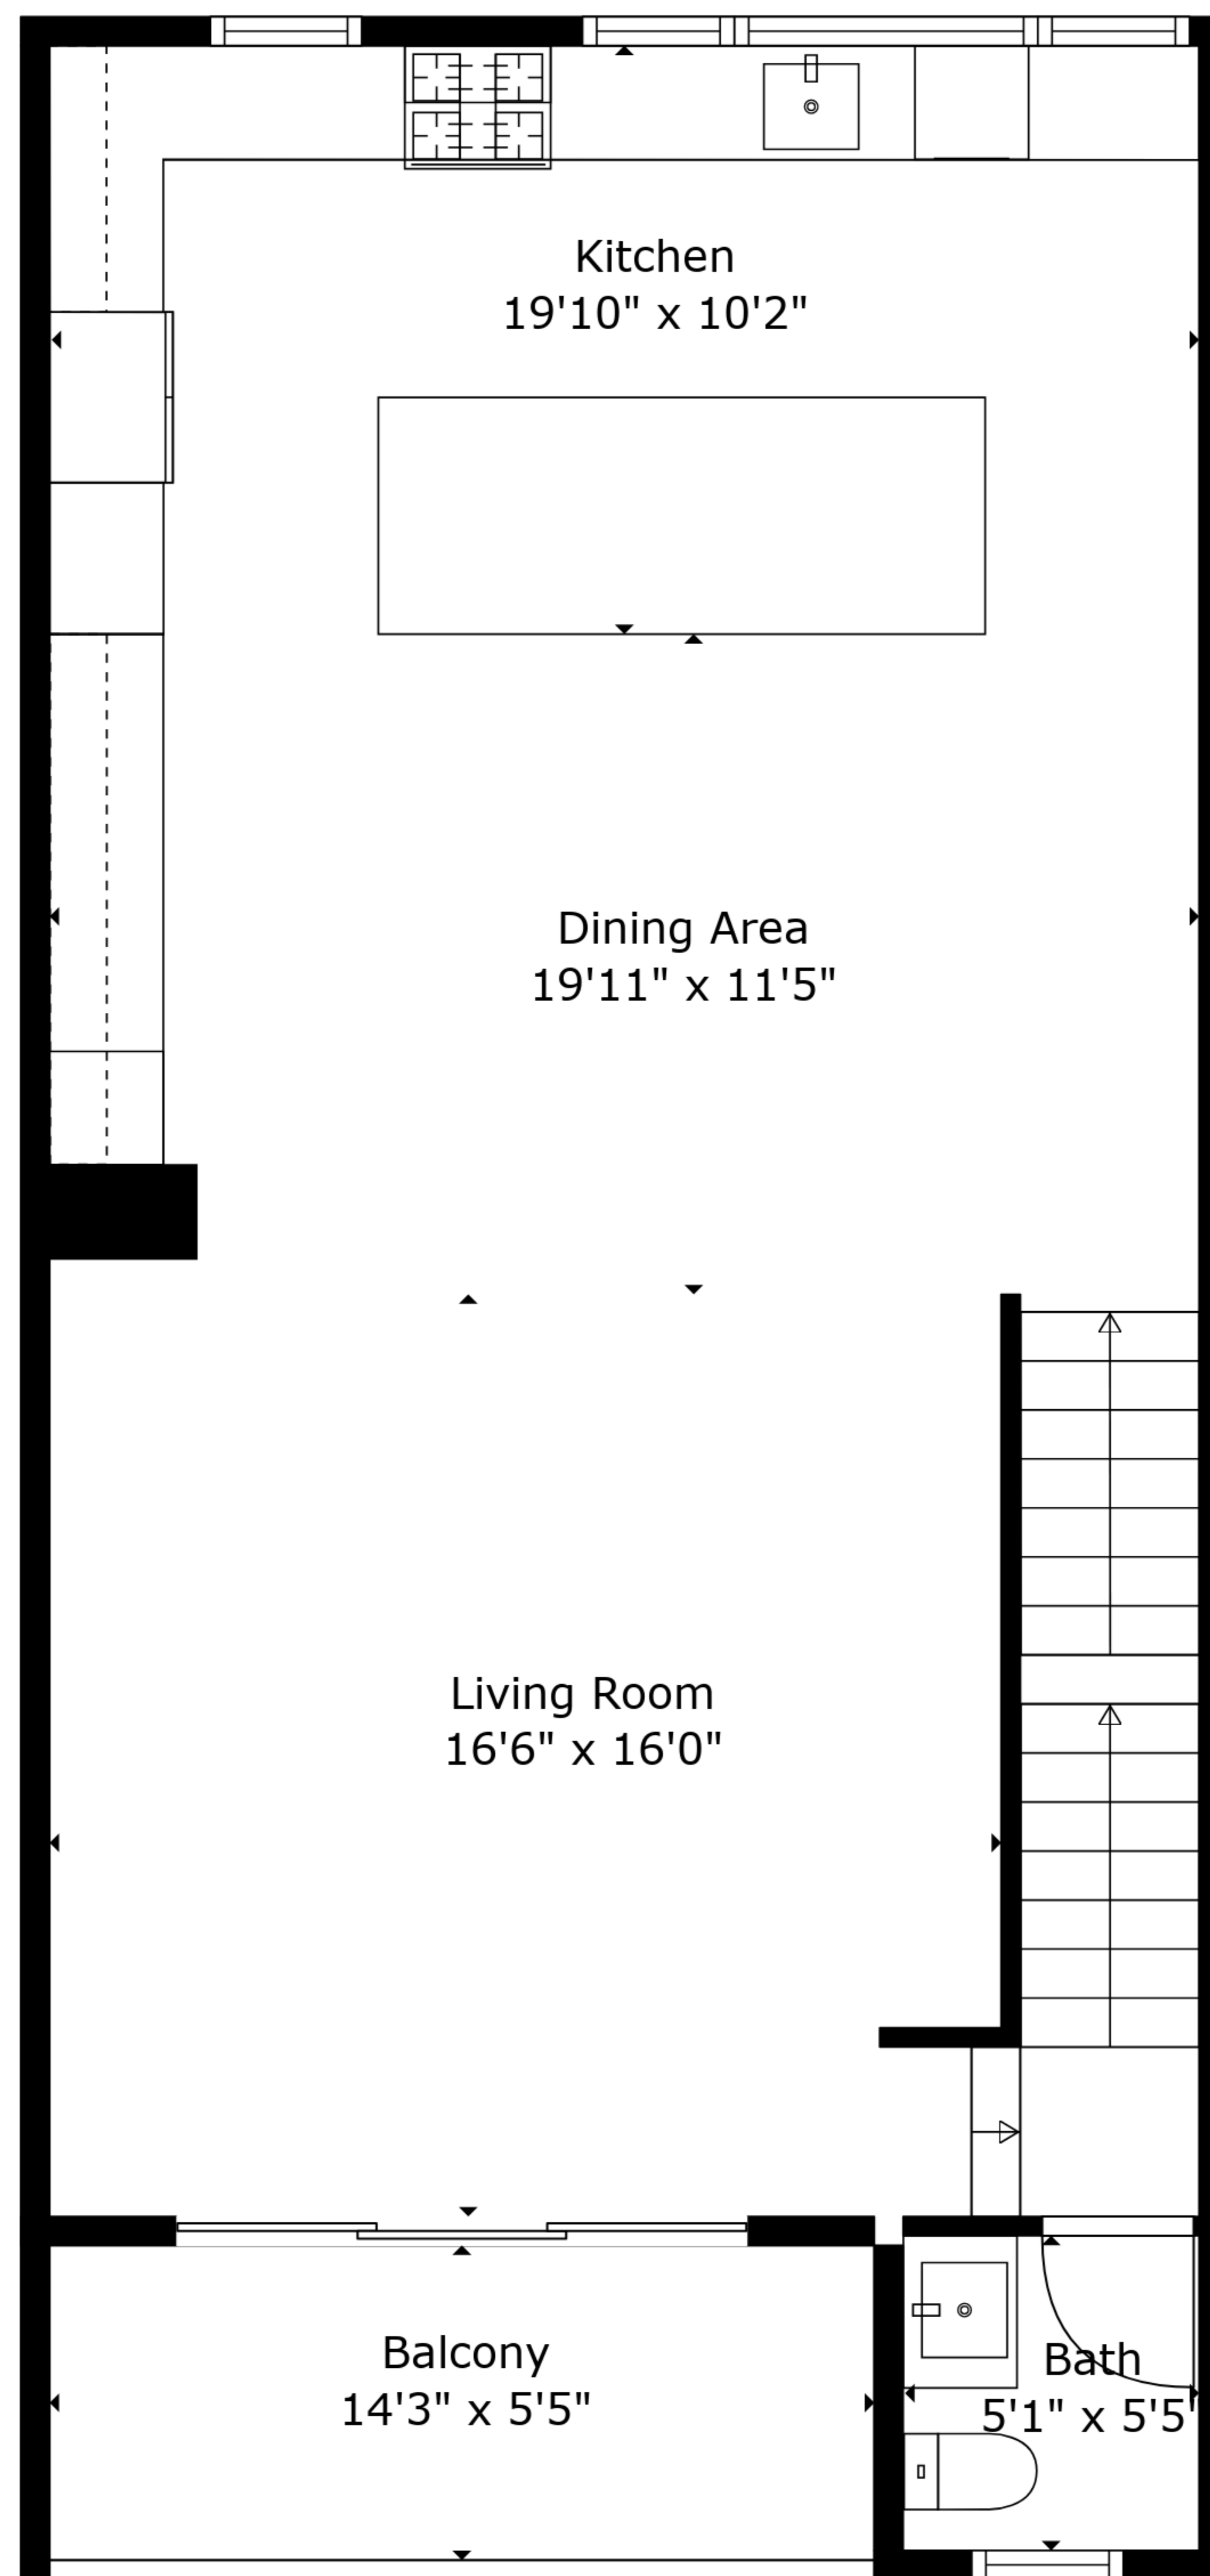 Kitchen
19'10" x 10'2"
Dining Area
19'11" x 11'5"
Living Room
16'6" x 16'0"
Balcony
14'3" x 5'5"
Bath
5'1" x 5'5"